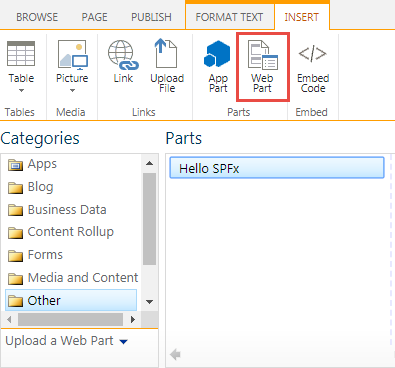 BROWSE PAGE PUBLISH FORMAT TEXT INSERT
Table Picture Link Upload File App Part Web Part Embed Code
Tables Media Links Parts Embed
Categories
Apps
Blog
Business Data
Content Rollup
Forms
Media and Content
Other
Upload a Web Part
Parts
Hello SPFx